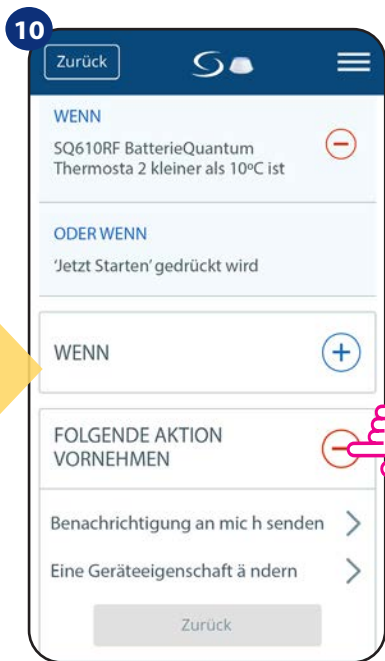 10
Zurück
WENN
SQ610RF BatterieQuantum
Thermosta 2 kleiner als 10ºC ist
ODER WENN
‘Jetzt Starten’ gedrückt wird
WENN
FOLGENDE AKTION
VORNEHMEN
Benachrichtigung an mic h senden
Eine Geräteeigenschaft ä ndern
Zurück